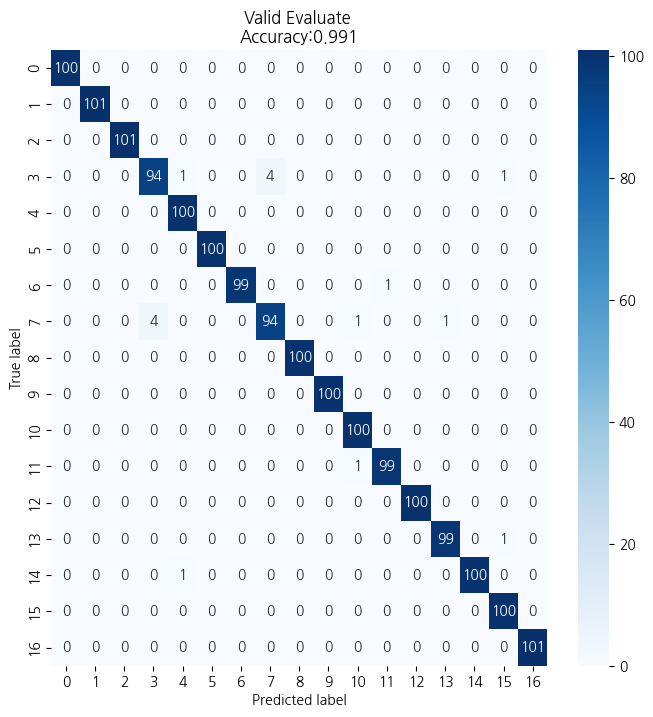 Valid Evaluate
Accuracy:0.991
0 100 0 0 0 0 0 0 0 0 0 0 0 0 0 0 0 0
1 0 101 0 0 0 0 0 0 0 0 0 0 0 0 0 0 0
2 0 0 101 0 0 0 0 0 0 0 0 0 0 0 0 0 0
3 0 0 0 94 1 0 0 4 0 0 0 0 0 0 0 1 0
4 0 0 0 0 100 0 0 0 0 0 0 0 0 0 0 0 0
5 0 0 0 0 0 100 0 0 0 0 0 0 0 0 0 0 0
6 0 0 0 0 0 0 99 0 0 0 0 1 0 0 0 0 0
7 0 0 0 4 0 0 0 94 0 0 1 0 0 1 0 0 0
8 0 0 0 0 0 0 0 0 100 0 0 0 0 0 0 0 0
9 0 0 0 0 0 0 0 0 0 100 0 0 0 0 0 0 0
10 0 0 0 0 0 0 0 0 0 0 100 0 0 0 0 0 0
11 0 0 0 0 0 0 0 0 0 0 1 99 0 0 0 0 0
12 0 0 0 0 0 0 0 0 0 0 0 0 100 0 0 0 0
13 0 0 0 0 0 0 0 0 0 0 0 0 0 99 0 1 0
14 0 0 0 0 1 0 0 0 0 0 0 0 0 0 100 0 0
15 0 0 0 0 0 0 0 0 0 0 0 0 0 0 0 100 0
16 0 0 0 0 0 0 0 0 0 0 0 0 0 0 0 0 101
0 1 2 3 4 5 6 7 8 9 10 11 12 13 14 15 16
Predicted label
True label
100
80
60
40
20
0